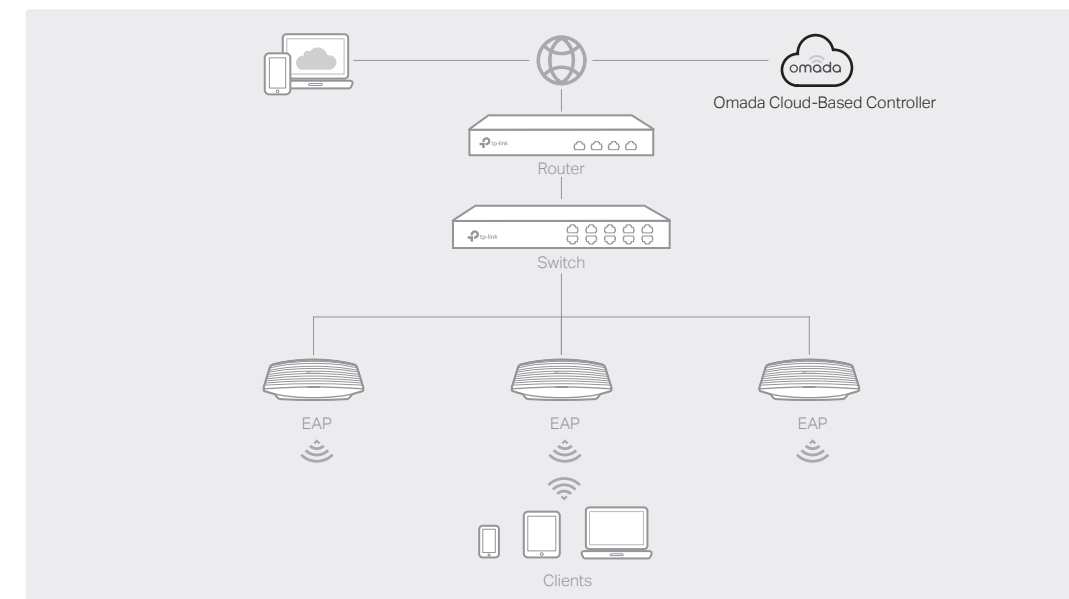 omada
Omada Cloud-Based Controller
tp-link
Router
tp-link
Switch
EAP EAP EAP
Clients